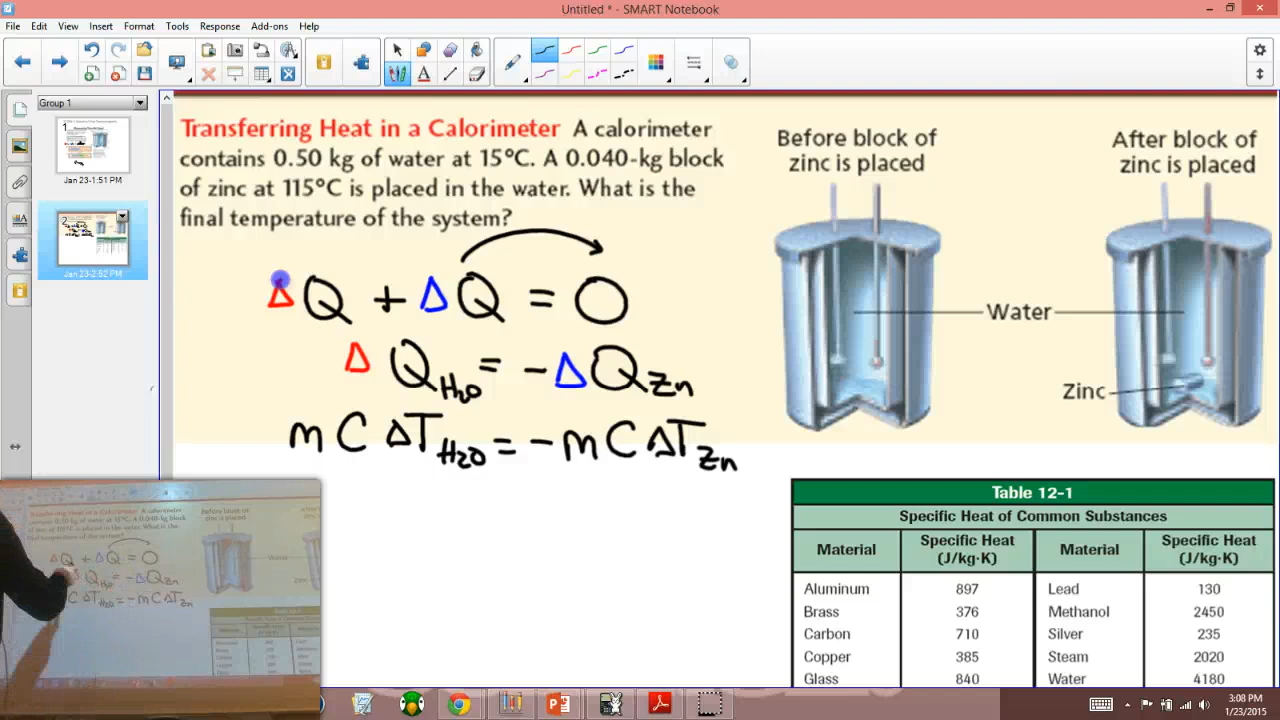 Untitled * - SMART Notebook
File Edit View Insert Format Tools Response Add-ons Help
Group 1
Jan 23-1:51 PM
Jan 23-2:52 PM
Transferring Heat in a Calorimeter A calorimeter
contains 0.50 kg of water at 15°C. A 0.040-kg block
of zinc at 115°C is placed in the water. What is the
final temperature of the system?
ΔQ + ΔQ = 0
ΔQH₂O = -ΔQZn
mCΔTH₂O = -mCΔTZn
Before block of
zinc is placed
After block of
zinc is placed
Water
Zinc
Table 12-1
Specific Heat of Common Substances
Material Specific Heat (J/kg·K) Material Specific Heat (J/kg·K)
Aluminum 897 Lead 130
Brass 376 Methanol 2450
Carbon 710 Silver 235
Copper 385 Steam 2020
Glass 840 Water 4180
3:08 PM
1/23/2015